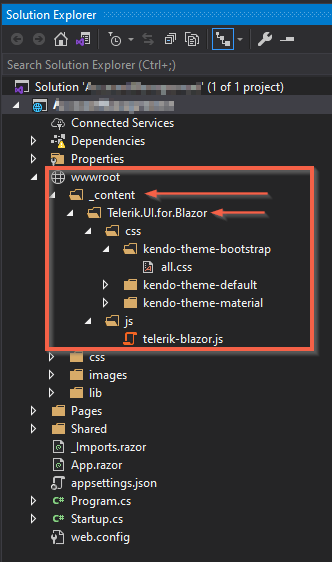 Solution Explorer
Search Solution Explorer (Ctrl+;)
Solution ' ' (1 of 1 project)
Connected Services
Dependencies
Properties
wwwroot
_content
Telerik.UI.for.Blazor
css
kendo-theme-bootstrap
all.css
kendo-theme-default
kendo-theme-material
js
telerik-blazor.js
css
images
lib
Pages
Shared
_Imports.razor
App.razor
appsettings.json
C# Program.cs
C# Startup.cs
web.config